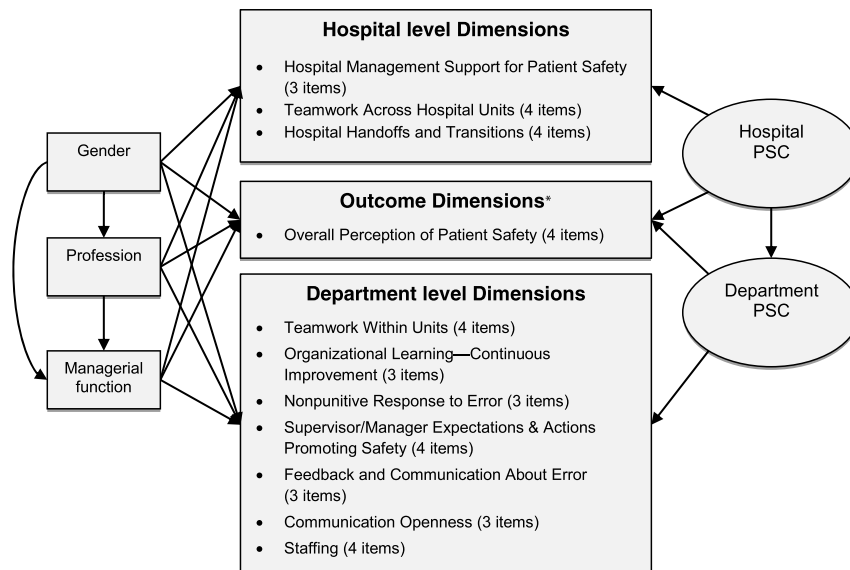 Hospital level Dimensions
• Hospital Management Support for Patient Safety
(3 items)
• Teamwork Across Hospital Units (4 items)
• Hospital Handoffs and Transitions (4 items)
Gender
Profession
Managerial
function
Outcome Dimensions*
• Overall Perception of Patient Safety (4 items)
Department level Dimensions
• Teamwork Within Units (4 items)
• Organizational Learning—Continuous
Improvement (3 items)
• Nonpunitive Response to Error (3 items)
• Supervisor/Manager Expectations & Actions
Promoting Safety (4 items)
• Feedback and Communication About Error
(3 items)
• Communication Openness (3 items)
• Staffing (4 items)
Hospital
PSC
Department
PSC